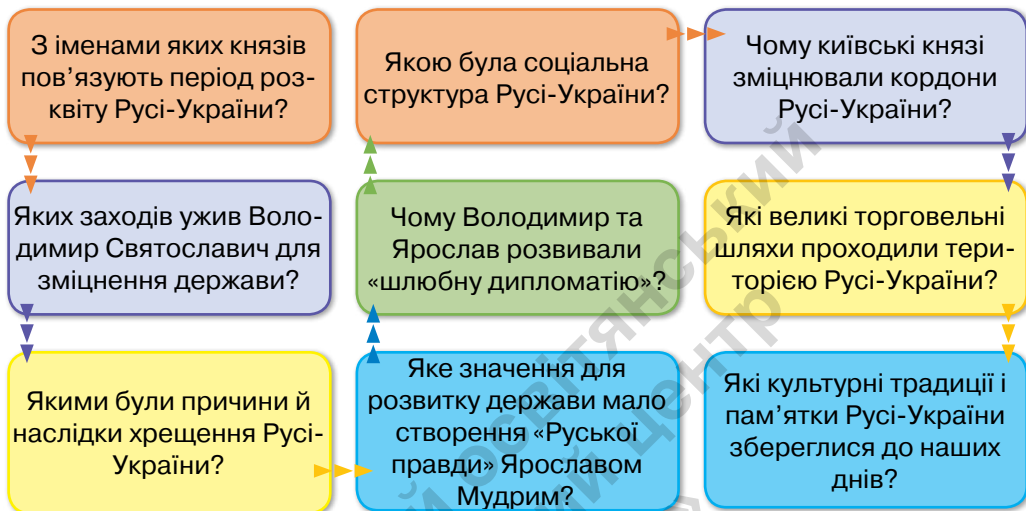 З іменами яких князів
пов’язують період роз-
квіту Русі-України?
Яких заходів ужив Воло-
димир Святославич для
зміцнення держави?
Якими були причини й
наслідки хрещення Русі-
України?
Яке значення для
розвитку держави мало
створення «Руської
правди» Ярославом
Мудрим?
Чому Володимир та
Ярослав розвивали
«шлюбну дипломатію»?
Якою була соціальна
структура Русі-України?
Чому київські князі
зміцнювали кордони
Русі-України?
Які великі торговельні
шляхи проходили тери-
торією Русі-України?
Які культурні традиції і
пам’ятки Русі-України
збереглися до наших
днів?
освітянський
центр